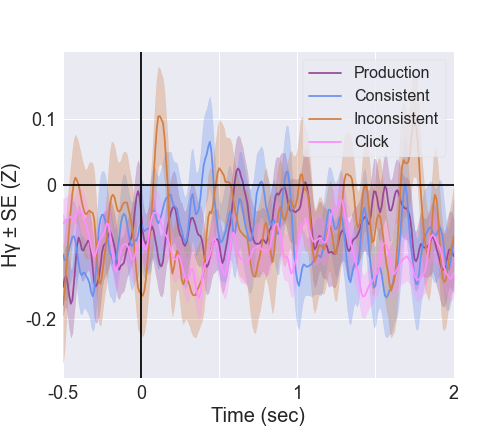 Production
Consistent
Inconsistent
Click
0.1
0
-0.2
Hγ ± SE (Z)
-0.5
0
1
2
Time (sec)